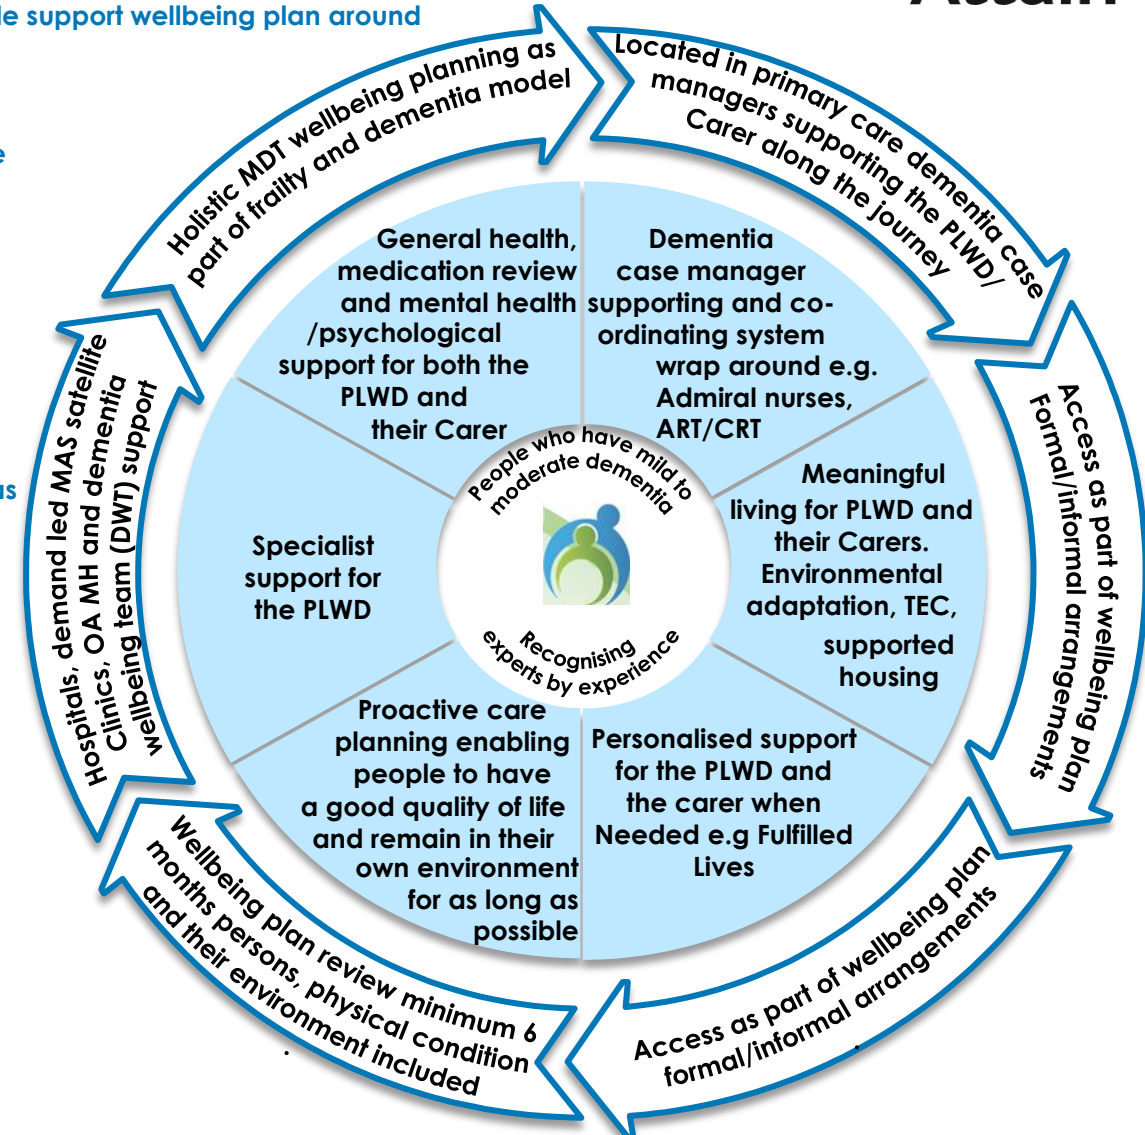 le support wellbeing plan around
Attain
e
as
Holistic MDT wellbeing planning as
part of frailty and dementia model
Located in primary care dementia case
managers supporting the PLWD/
Carer along the journey
Access as part of wellbeing plan
Formal/informal arrangements
Access as part of wellbeing plan
formal/informal arrangements
.
Wellbeing plan review minimum 6
months persons, physical condition
and their environment included
.
Hospitals, demand led MAS satellite
Clinics, OA MH and dementia
wellbeing team (DWT) support
General health,
medication review
and mental health
/psychological
support for both the
PLWD and
their Carer
Dementia
case manager
supporting and co-
ordinating system
wrap around e.g.
Admiral nurses,
ART/CRT
Meaningful
living for PLWD and
their Carers.
Environmental
adaptation, TEC,
supported
housing
Personalised support
for the PLWD and
the carer when
Needed e.g Fulfilled
Lives
Proactive care
planning enabling
people to have
a good quality of life
and remain in their
own environment
for as long as
possible
Specialist
support for
the PLWD
People who have mild to
moderate dementia
Recognising
experts by experience